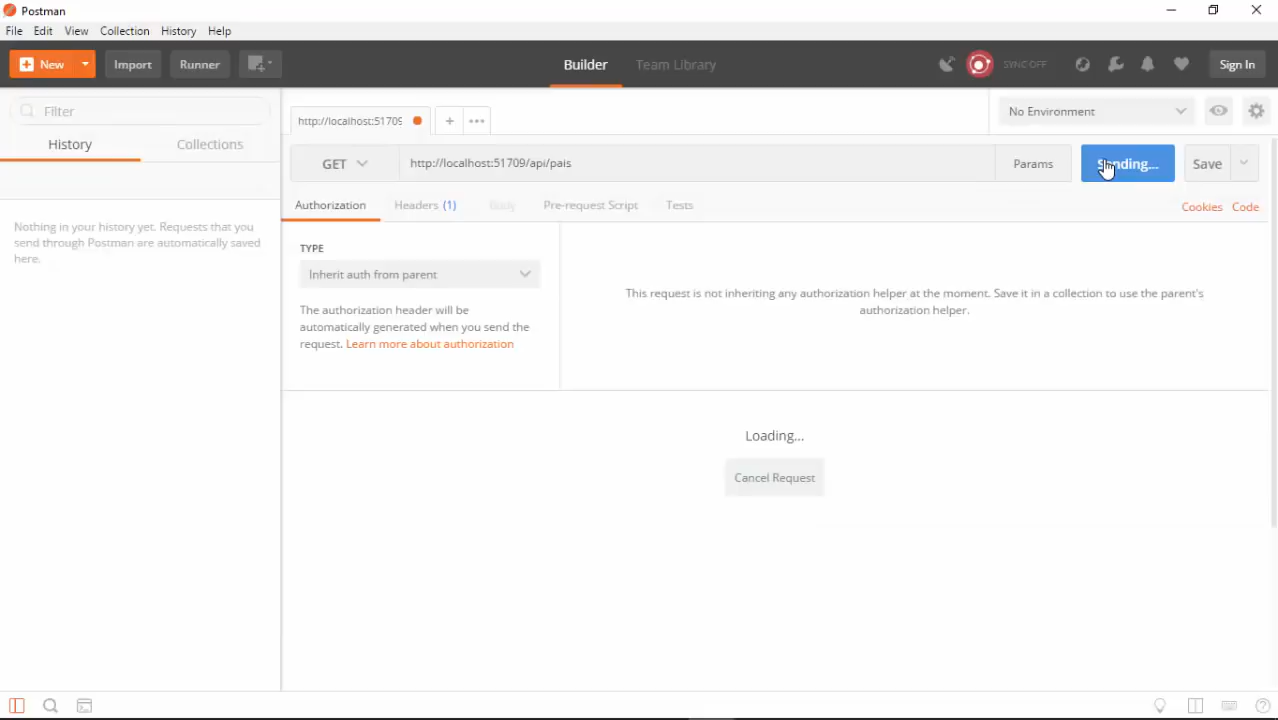 Postman
File Edit View Collection History Help
New Import Runner Builder Team Library SYNC OFF Sign In
Filter
History Collections
Nothing in your history yet. Requests that you
send through Postman are automatically saved
here.
http://localhost:51709
No Environment
GET http://localhost:51709/api/pais Params Sending... Save
Authorization Headers (1) Body Pre-request Script Tests Cookies Code
TYPE
Inherit auth from parent
The authorization header will be
automatically generated when you send the
request. Learn more about authorization
This request is not inheriting any authorization helper at the moment. Save it in a collection to use the parent's
authorization helper.
Loading...
Cancel Request